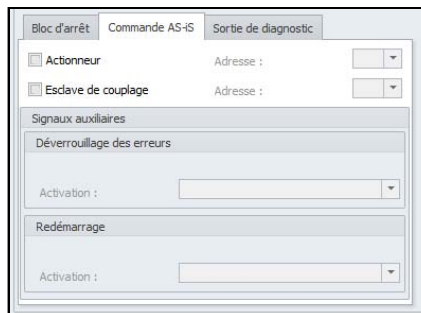 Bloc d'arrêt Commande AS-iS Sortie de diagnostic
Actionneur Adresse :
Esclave de couplage Adresse :
Signaux auxiliaires
Déverrouillage des erreurs
Activation :
Redémarrage
Activation :